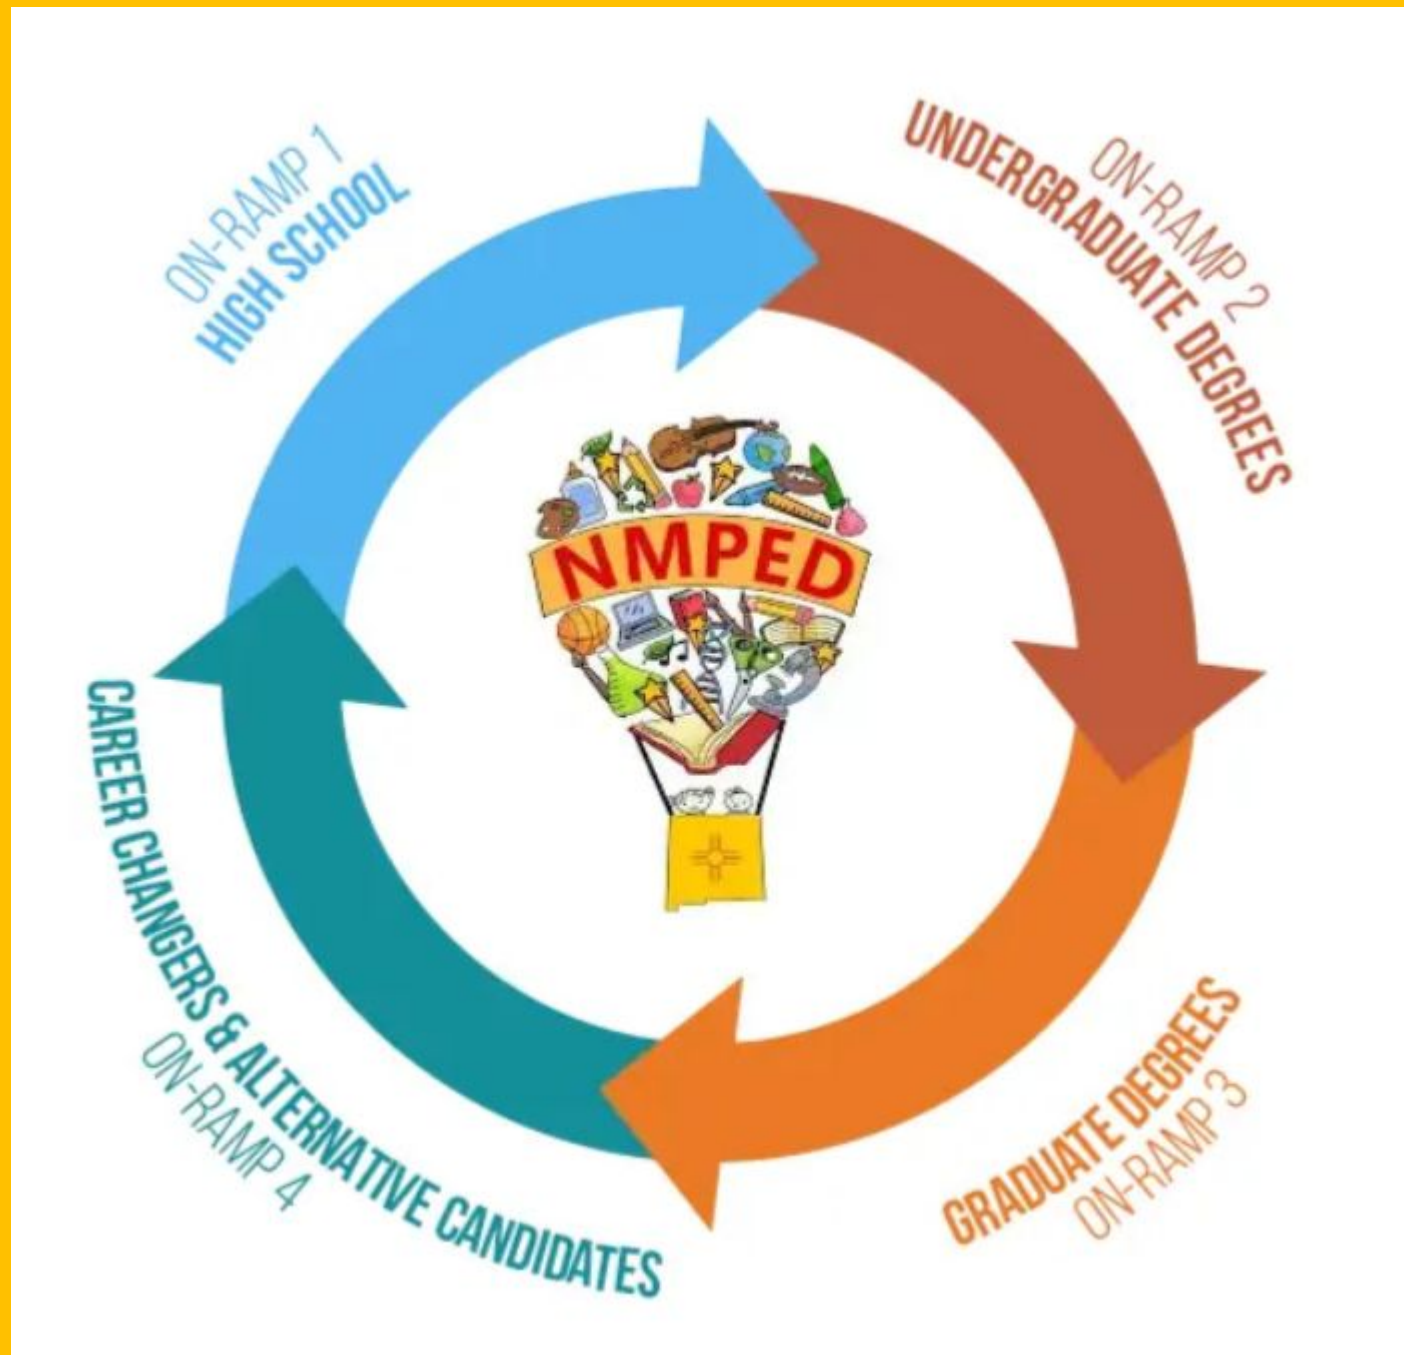 ON-RAMP 1
HIGH SCHOOL
ON-RAMP 2
UNDERGRADUATE DEGREES
NMPED
GRADUATE DEGREES
ON-RAMP 3
CAREER CHANGERS & ALTERNATIVE CANDIDATES
ON-RAMP 4